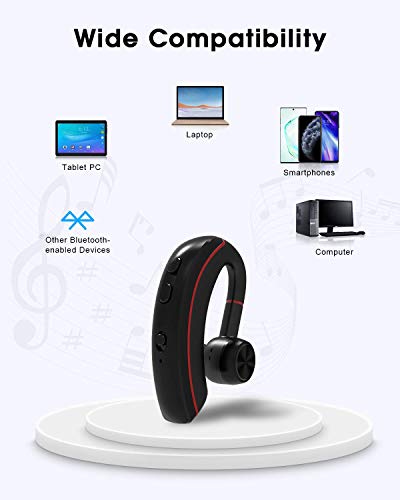 Wide Compatibility
Laptop
Tablet PC
Smartphones
Other Bluetooth-
enabled Devices
Computer